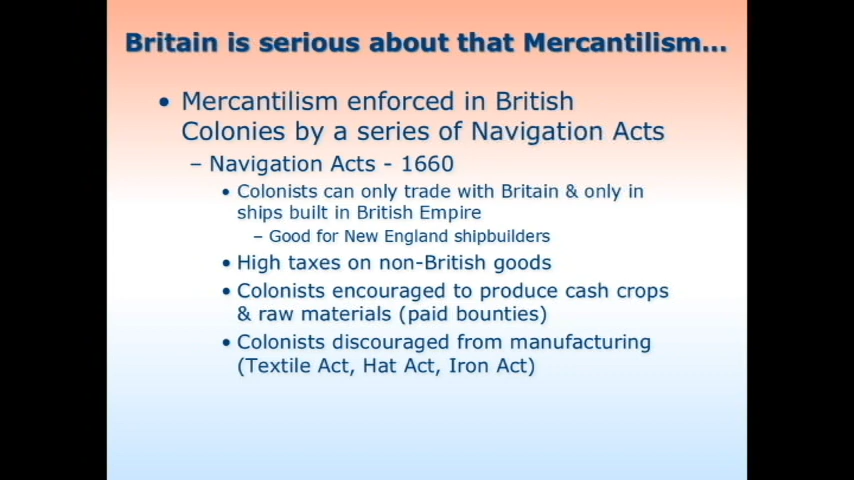 Britain is serious about that Mercantilism...
• Mercantilism enforced in British
Colonies by a series of Navigation Acts
– Navigation Acts - 1660
• Colonists can only trade with Britain & only in
ships built in British Empire
– Good for New England shipbuilders
• High taxes on non-British goods
• Colonists encouraged to produce cash crops
& raw materials (paid bounties)
• Colonists discouraged from manufacturing
(Textile Act, Hat Act, Iron Act)